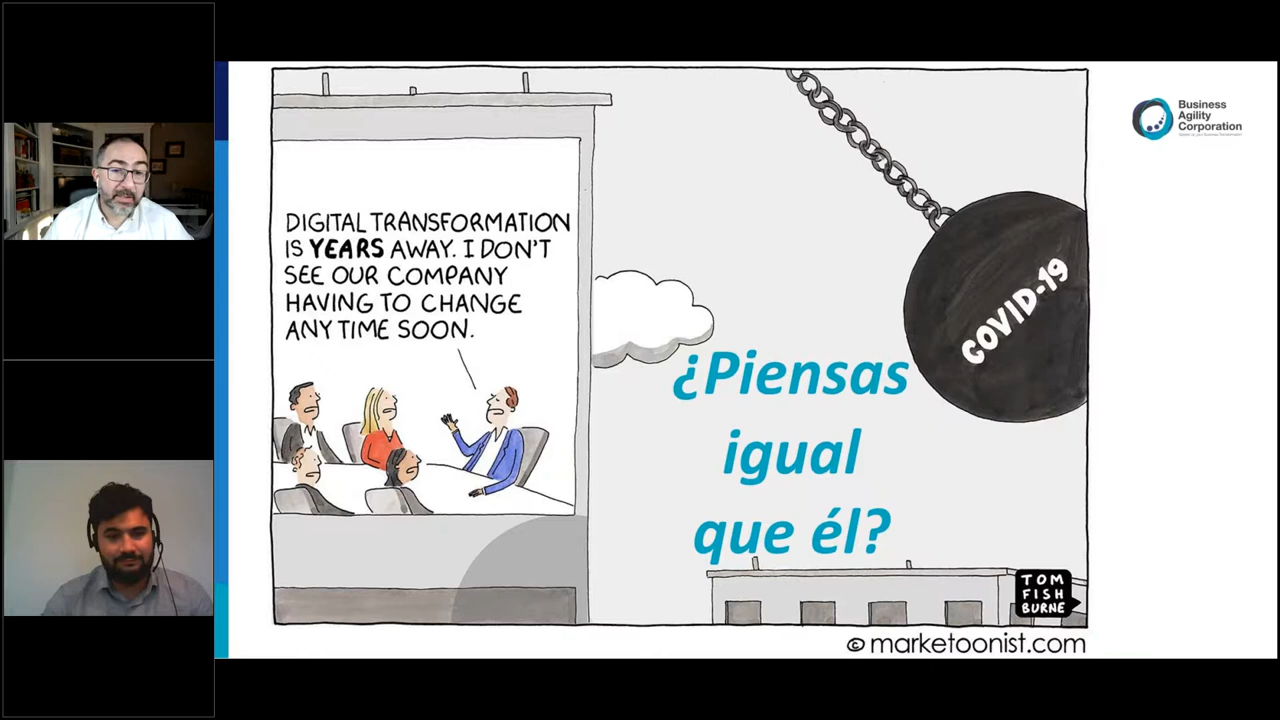 Business
Agility
Corporation
DIGITAL TRANSFORMATION
IS YEARS AWAY. I DON'T
SEE OUR COMPANY
HAVING TO CHANGE
ANY TIME SOON.
COVID-19
¿Piensas
igual
que él?
TOM
FISH
BURNE
© marketoonist.com